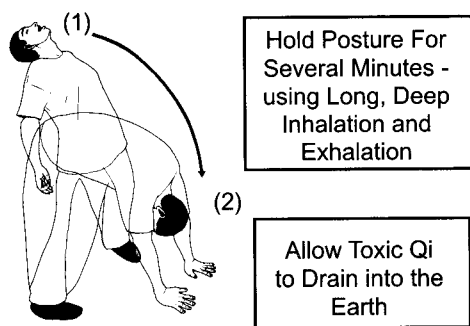 (1)
Hold Posture For
Several Minutes -
using Long, Deep
Inhalation and
Exhalation
(2)
Allow Toxic Qi
to Drain into the
Earth